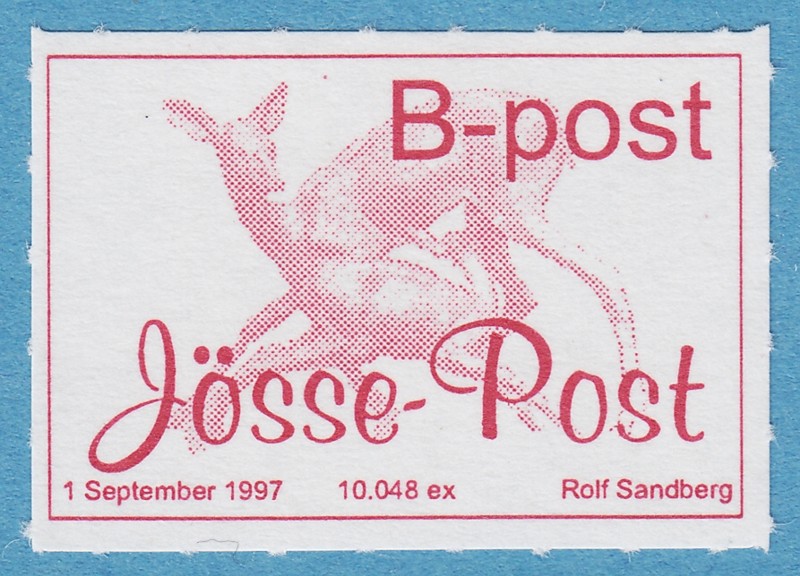 B-post
Jösse-Post
1 September 1997 10.048 ex Rolf Sandberg